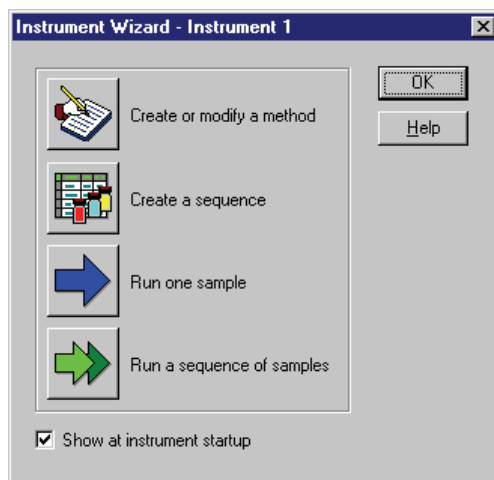 Instrument Wizard - Instrument 1
OK
Create or modify a method
Help
Create a sequence
Run one sample
Run a sequence of samples
Show at instrument startup